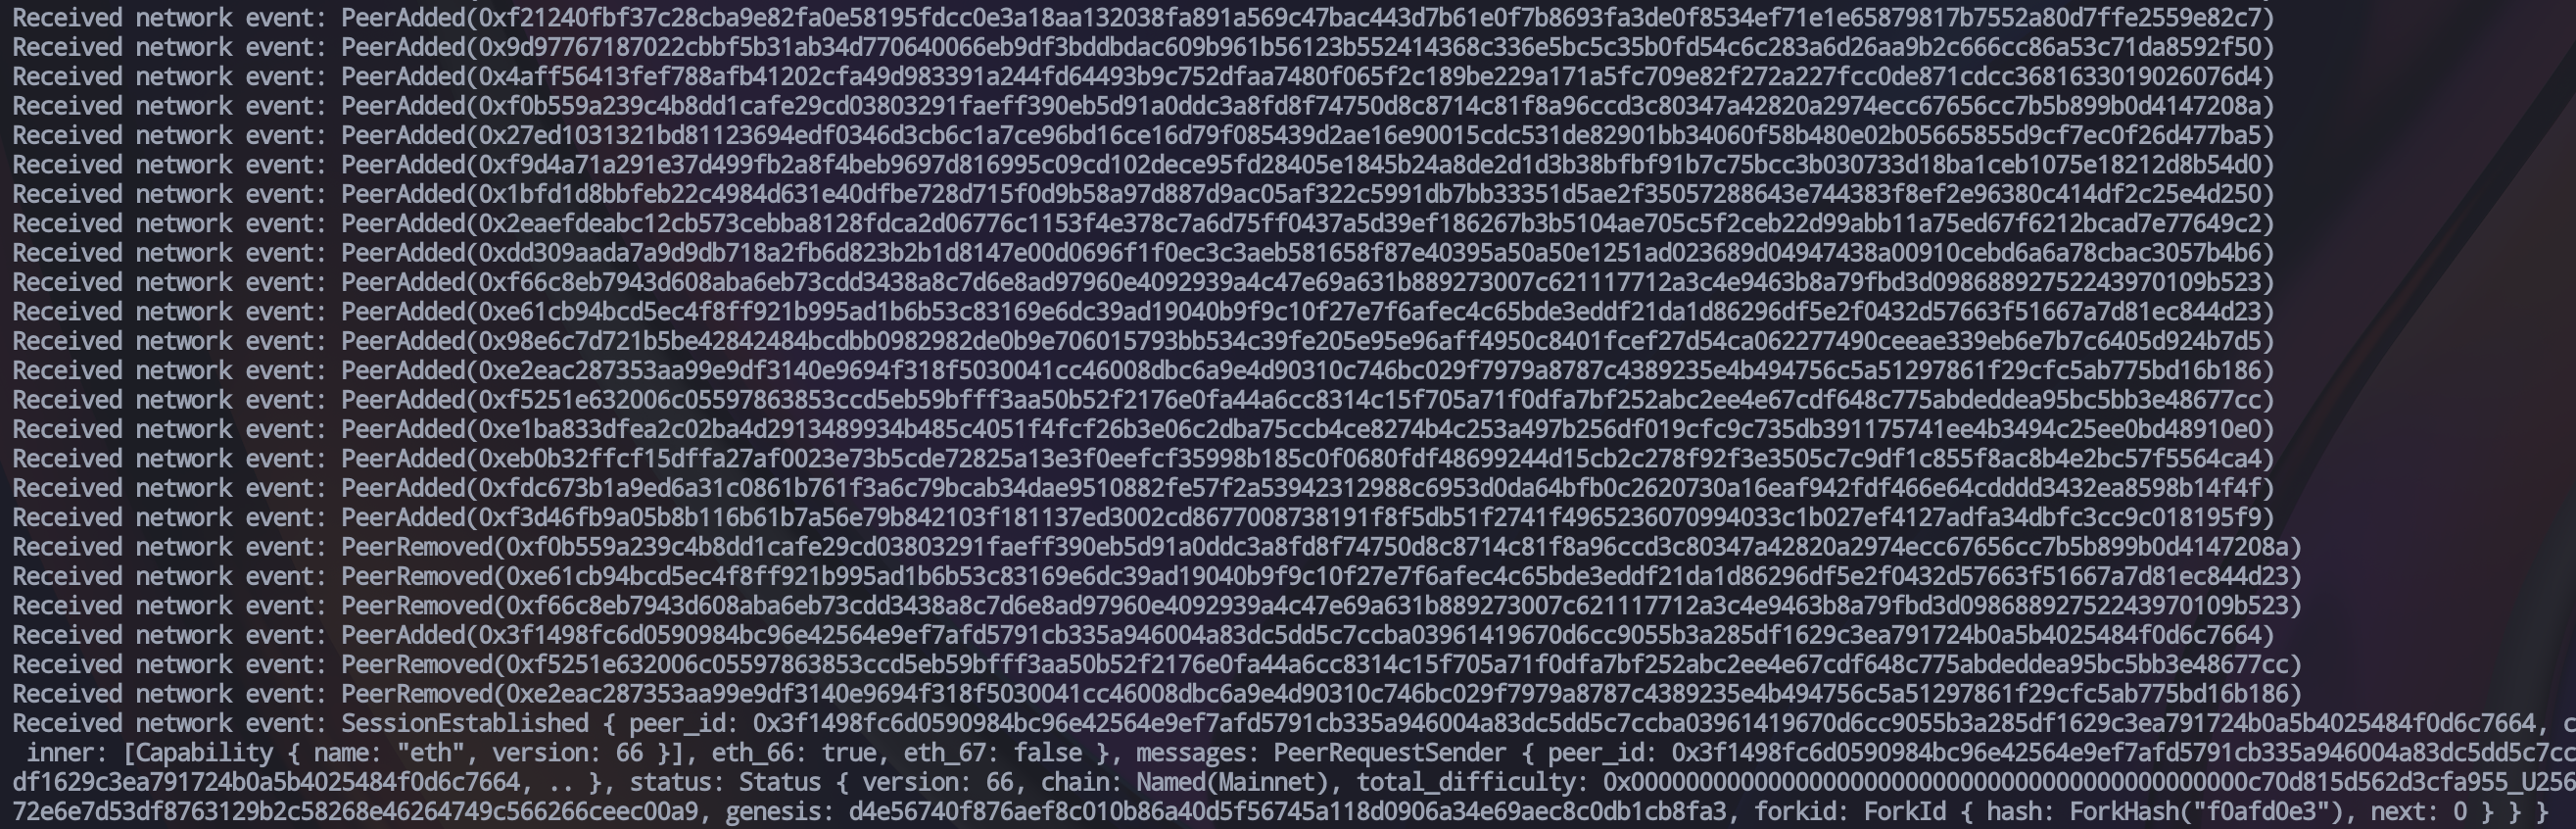 Received network event: PeerAdded(0xf21240fbf37c28cba9e82fa0e58195fdcc0e3a18aa132038fa891a569c47bac443d7b61e0f7b8693fa3de0f8534ef71e1e65879817b7552a80d7ffe2559e82c7)
Received network event: PeerAdded(0x9d97767187022cbbf5b31ab34d770640066eb9df3bddbdac609b961b56123b552414368c336e5bc5c35b0fd54c6c283a6d26aa9b2c666cc86a53c71da8592f50)
Received network event: PeerAdded(0x4aff56413fef788afb41202cfa49d983391a244fd64493b9c752dfaa7480f065f2c189be229a171a5fc709e82f272a227fcc0de871cdcc3681633019026076d4)
Received network event: PeerAdded(0xf0b559a239c4b8dd1cafe29cd03803291faeff390eb5d91a0ddc3a8fd8f74750d8c8714c81f8a96ccd3c80347a42820a2974ecc67656cc7b5b899b0d4147208a)
Received network event: PeerAdded(0x27ed1031321bd81123694edf0346d3cb6c1a7ce96bd16ce16d79f085439d2ae16e90015cdc531de82901bb34060f58b480e02b05665855d9cf7ec0f26d477ba5)
Received network event: PeerAdded(0xf9d4a71a291e37d499fb2a8f4beb9697d816995c09cd102dece95fd28405e1845b24a8de2d1d3b38bfbf91b7c75bcc3b030733d18ba1ceb1075e18212d8b54d0)
Received network event: PeerAdded(0x1bfd1d8bbfeb22c4984d631e40dfbe728d715f0d9b58a97d887d9ac05af322c5991db7bb33351d5ae2f35057288643e744383f8ef2e96380c414df2c25e4d250)
Received network event: PeerAdded(0x2eaefdeabc12cb573cebba8128fdca2d06776c1153f4e378c7a6d75ff0437a5d39ef186267b3b5104ae705c5f2ceb22d99abb11a75ed67f6212bcad7e77649c2)
Received network event: PeerAdded(0xdd309aada7a9d9db718a2fb6d823b2b1d8147e00d0696f1f0ec3c3aeb581658f87e40395a50a50e1251ad023689d04947438a00910cebd6a6a78cbac3057b4b6)
Received network event: PeerAdded(0xf66c8eb7943d608aba6eb73cdd3438a8c7d6e8ad97960e4092939a4c47e69a631b889273007c621117712a3c4e9463b8a79fbd3d098688927522439​70109b523)
Received network event: PeerAdded(0xe61cb94bcd5ec4f8ff921b995ad1b6b53c83169e6dc39ad19040b9f9c10f27e7f6afec4c65bde3eddf21da1d86296df5e2f0432d57663f51667a7d81ec844d23)
Received network event: PeerAdded(0x98e6c7d721b5be42842484bcdbb0982982de0b9e706015793bb534c39fe205e95e96aff4950c8401fcef27d54ca062277490ceeae339eb6e7b7c6405d924b7d5)
Received network event: PeerAdded(0xe2eac287353aa99e9df3140e9694f318f5030041cc46008dbc6a9e4d90310c746bc029f7979a8787c4389235e4b494756c5a51297861f29cfc5ab775bd16b186)
Received network event: PeerAdded(0xf5251e632006c05597863853ccd5eb59bfff3aa50b52f2176e0fa44a6cc8314c15f705a71f0dfa7bf252abc2ee4e67cdf648c775abdeddea95bc5bb3e48677cc)
Received network event: PeerAdded(0xe1ba833dfea2c02ba4d2913489934b485c4051f4fcf26b3e06c2dba75ccb4ce8274b4c253a497b256df019cfc9c735db391175741ee4b3494c25ee0bd48910e0)
Received network event: PeerAdded(0xeb0b32ffcf15dffa27af0023e73b5cde72825a13e3f0eefcf35998b185c0f0680fdf48699244d15cb2c278f92f3e3505c7c9df1c855f8ac8b4e2bc57f5564ca4)
Received network event: PeerAdded(0xfdc673b1a9ed6a31c0861b761f3a6c79bcab34dae9510882fe57f2a53942312988c6953d0da64bfb0c2620730a16eaf942fdf466e64cdddd3432ea8598b14f4f)
Received network event: PeerAdded(0xf3d46fb9a05b8b116b61b7a56e79b842103f181137ed3002cd8677008738191f8f5db51f2741f4965236070994033c1b027ef4127adfa34dbfc3cc9c018195f9)
Received network event: PeerRemoved(0xf0b559a239c4b8dd1cafe29cd03803291faeff390eb5d91a0ddc3a8fd8f74750d8c8714c81f8a96ccd3c80347a42820a2974ecc67656cc7b5b899b0d4147208a)
Received network event: PeerRemoved(0xe61cb94bcd5ec4f8ff921b995ad1b6b53c83169e6dc39ad19040b9f9c10f27e7f6afec4c65bde3eddf21da1d86296df5e2f0432d57663f51667a7d81ec844d23)
Received network event: PeerRemoved(0xf66c8eb7943d608aba6eb73cdd3438a8c7d6e8ad97960e4092939a4c47e69a631b889273007c621117712a3c4e9463b8a79fbd3d09868892752243970109b523)
Received network event: PeerAdded(0x3f1498fc6d0590984bc96e42564e9ef7afd5791cb335a946004a83dc5dd5c7ccba03961419670d6cc9055b3a285df1629c3ea791724b0a5b4025484f0d6c7664)
Received network event: PeerRemoved(0xf5251e632006c05597863853ccd5eb59bfff3aa50b52f2176e0fa44a6cc8314c15f705a71f0dfa7bf252abc2ee4e67cdf648c775abdeddea95bc5bb3e48677cc)
Received network event: PeerRemoved(0xe2eac287353aa99e9df3140e9694f318f5030041cc46008dbc6a9e4d90310c746bc029f7979a8787c4389235e4b494756c5a51297861f29cfc5ab775bd16b186)
Received network event: SessionEstablished { peer_id: 0x3f1498fc6d0590984bc96e42564e9ef7afd5791cb335a946004a83dc5dd5c7ccba03961419670d6cc9055b3a285df1629c3ea791724b0a5b4025484f0d6c7664, c
inner: [Capability { name: "eth", version: 66 }], eth_66: true, eth_67: false }, messages: PeerRequestSender { peer_id: 0x3f1498fc6d0590984bc96e42564e9ef7afd5791cb335a946004a83dc5dd5c7cc
df1629c3ea791724b0a5b4025484f0d6c7664, .. }, status: Status { version: 66, chain: Named(Mainnet), total_difficulty: 0x00000000000000000000000000000000000000000000c70d815d562d3cfa955_U256
72e6e7d53df8763129b2c58268e46264749c566266ceec00a9, genesis: d4e56740f876aef8c010b86a40d5f56745a118d0906a34e69aec8c0db1cb8fa3, forkid: ForkId { hash: ForkHash("f0afd0e3"), next: 0 } } }